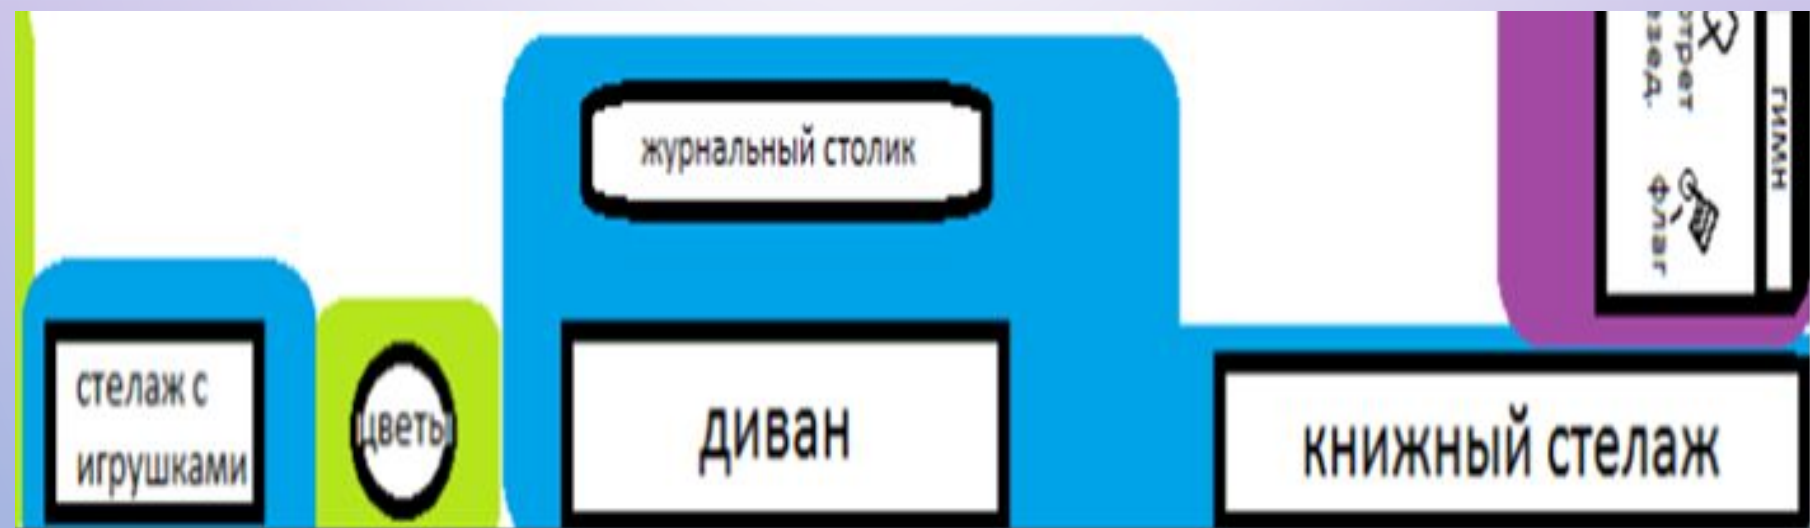 журнальный столик
стелаж с
игрушками
цветы
диван
книжный стелаж
гимн
флаг